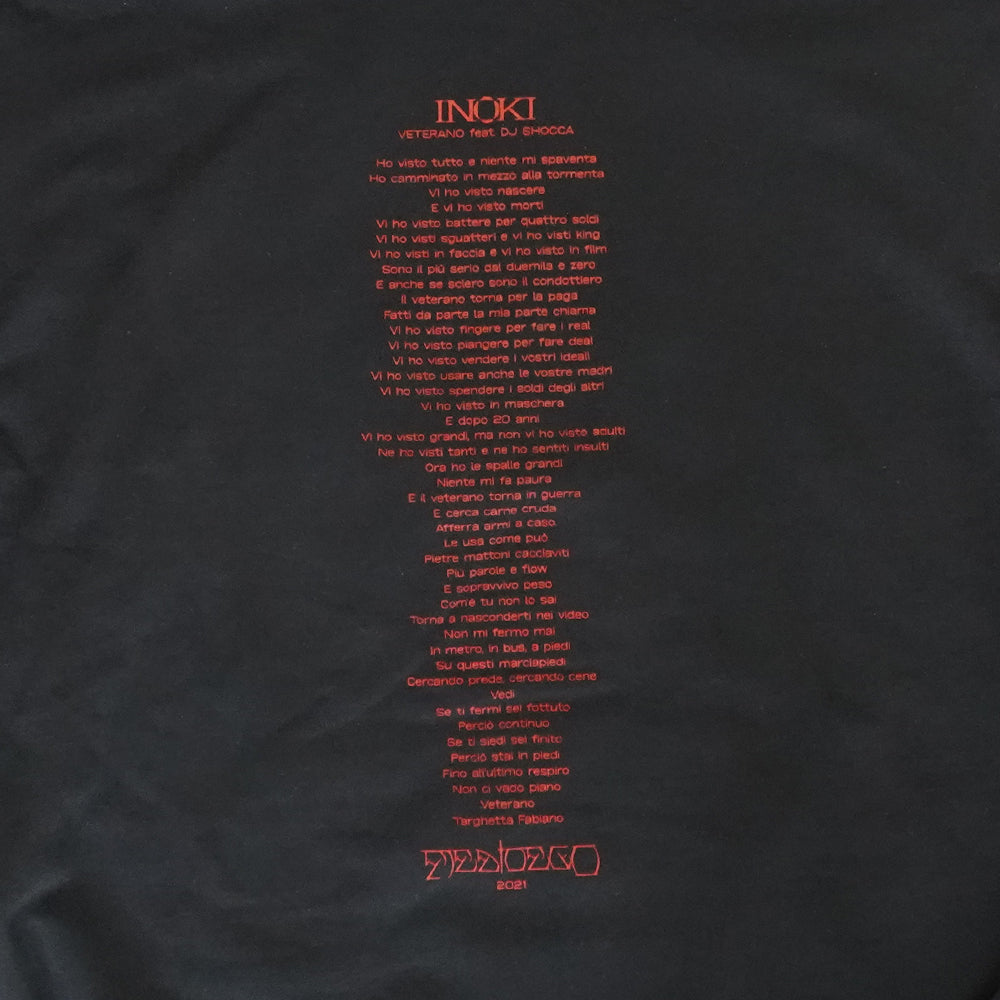 INOKI
VETERANO feat. DJ SHOCCA
Ho visto tutto e niente mi spaventa
Ho camminato in mezzo alla tormenta
Vi ho visto nascere
E vi ho visto morti
Vi ho visto battere per quattro soldi
Vi ho visti sguatteri e vi ho visti king
Vi ho visti in faccia e vi ho visto in film
Sono il più serio dal duemila e zero
E anche se sclero sono il condottiero
Il veterano torna per la paga
Fatti da parte la mia parte chiama
Vi ho visto fingere per fare i real
Vi ho visto piangere per fare deal
Vi ho visto vendere i vostri ideali
Vi ho visto usare anche le vostre madri
Vi ho visto spendere i soldi degli altri
Vi ho visto in maschera
E dopo 20 anni
Vi ho visto grandi, ma non vi ho visto adulti
Ne ho visti tanti e ne ho sentiti insulti
Ora ho le spalle grandi
Niente mi fa paura
E il veterano torna in guerra
E cerca carne cruda
Afferra armi a caso
Le usa come può
Pietre mattoni cacciaviti
Più parole e flow
E sopravvivo peso
Com'è tu non lo sai
Torna a nasconderti nei video
Non mi fermo mai
In metro, in bus, a piedi
Su questi marciapiedi
Cercando prede, cercando cene
Vedi
Se ti fermi sei fottuto
Perciò continuo
Se ti siedi sei finito
Perciò stai in piedi
Fino all'ultimo respiro
Non ci vado piano
Veterano
Targhetta Fabiano
MEDIOEGO
2021